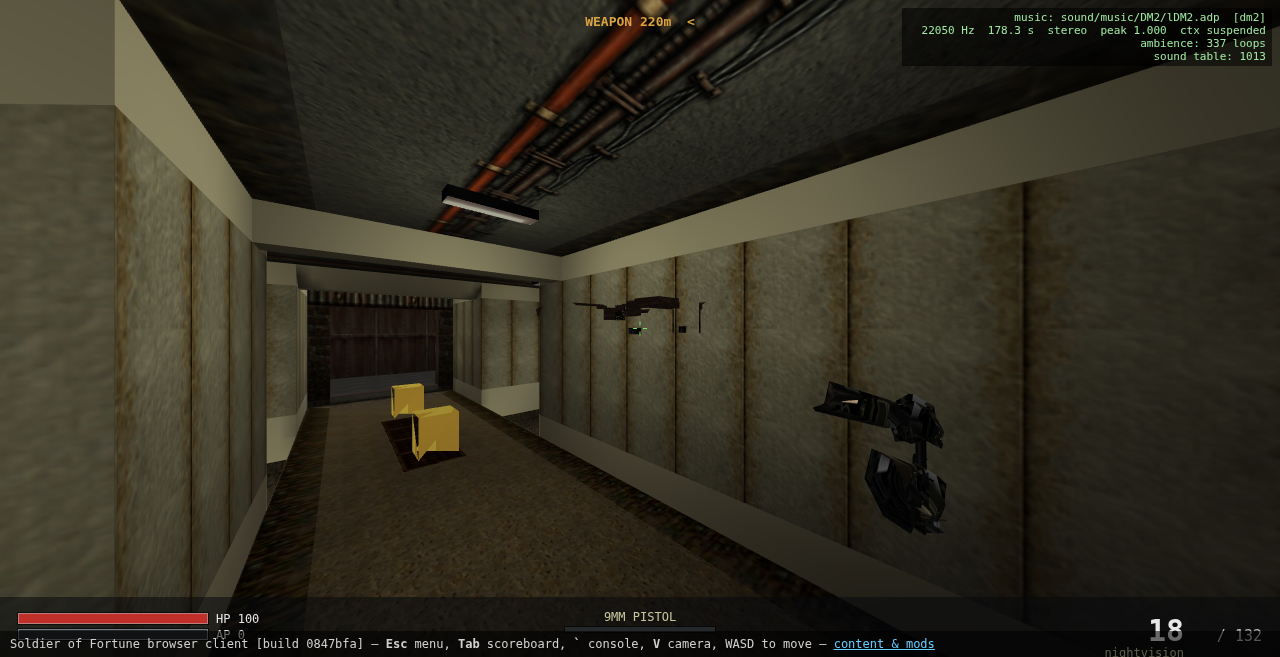 WEAPON 220m <
music: sound/music/DM2/lDM2.adp [dm2]
22050 Hz 178.3 s stereo peak 1.000 ctx suspended
ambience: 337 loops
sound table: 1013
HP 100
AP 0
9MM PISTOL
18 / 132
nightvision
Soldier of Fortune browser client [build 0847bfa] — Esc menu, Tab scoreboard, ` console, V camera, WASD to move — content & mods